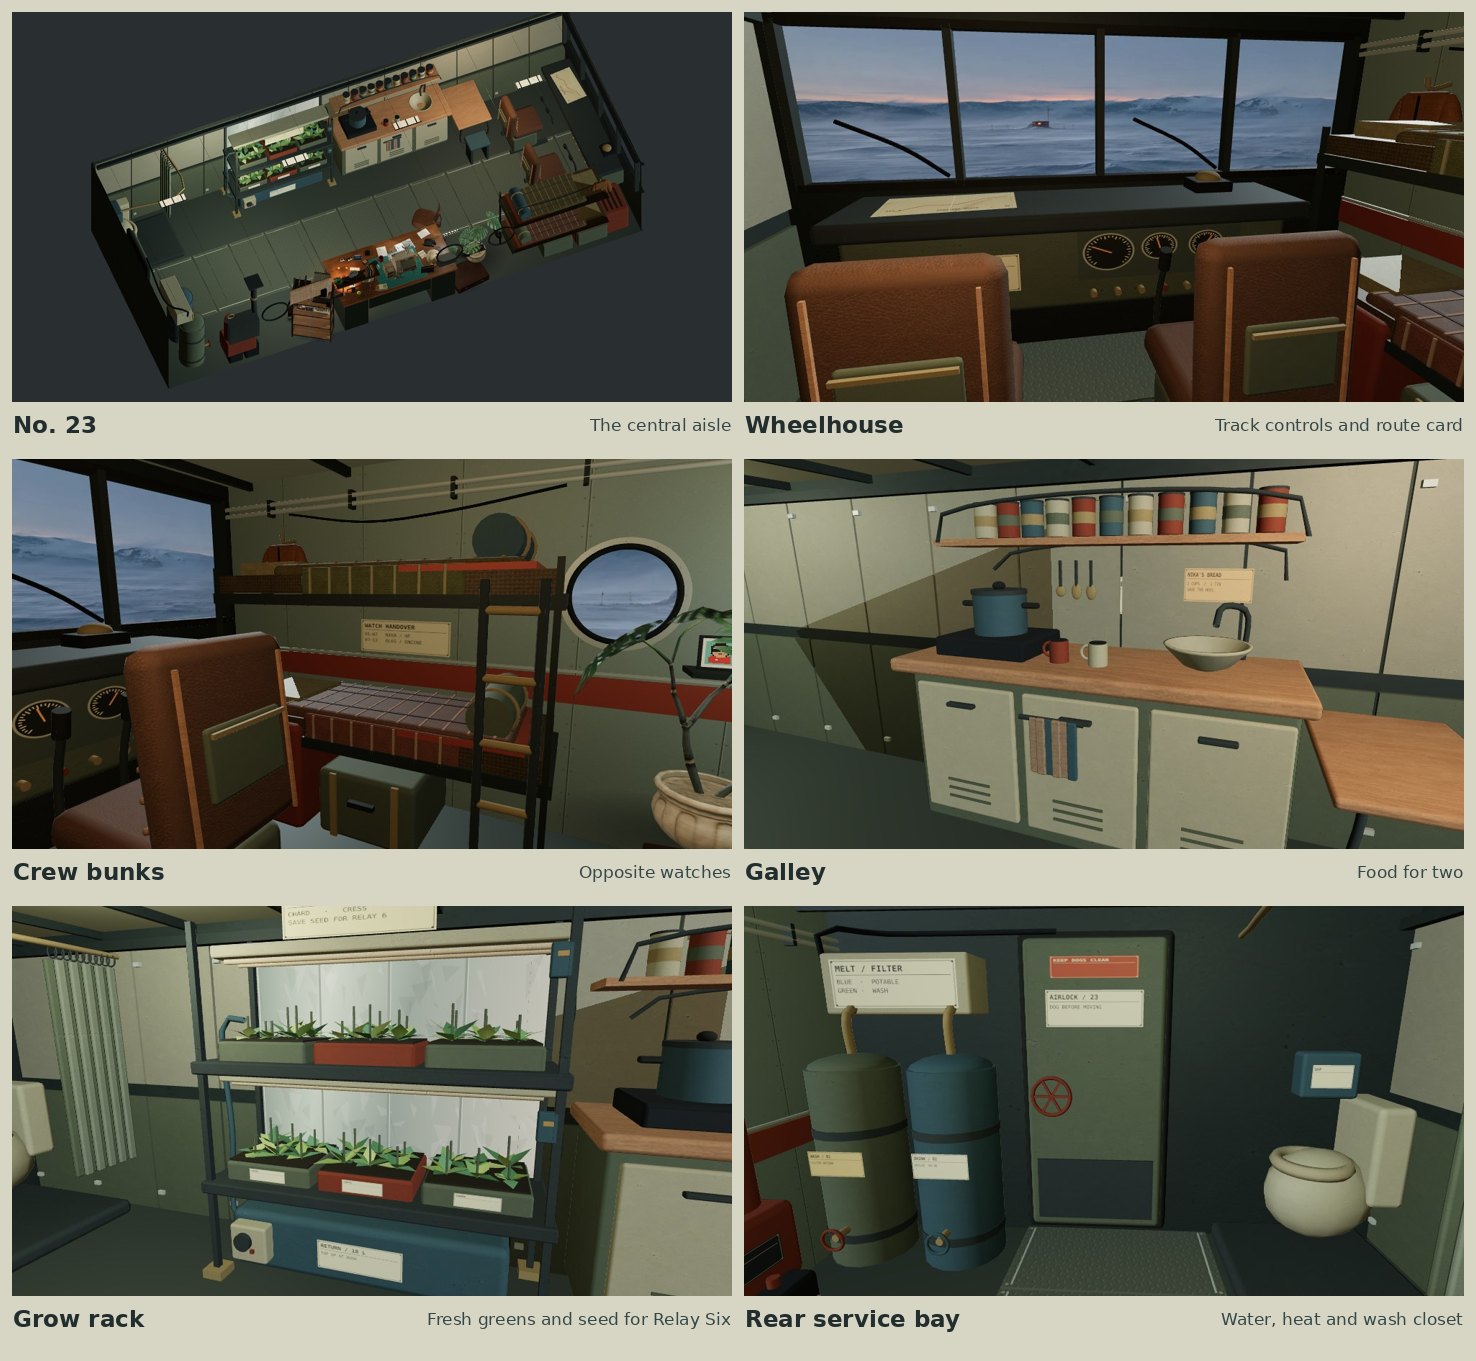 No. 23
The central aisle
Wheelhouse
Track controls and route card
WATCH HANDOVER
Crew bunks
Opposite watches
NIKA'S BREAD
Galley
Food for two
CHARD · CRESS
SAVE SEED FOR RELAY 6
RETURN / 18 L
Grow rack
Fresh greens and seed for Relay Six
MELT / FILTER
BLUE · POTABLE
GREEN · WASH
KEEP DOGS CLEAR
AIRLOCK / 23
DOG BEFORE MOVING
Rear service bay
Water, heat and wash closet